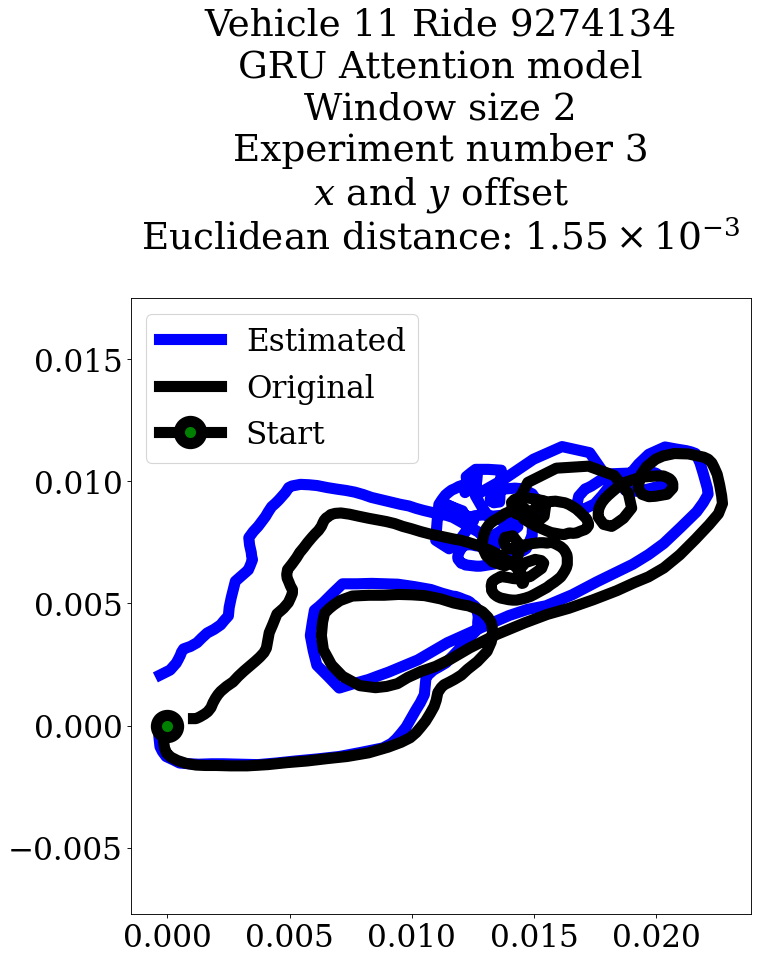 Vehicle 11 Ride 9274134
GRU Attention model
Window size 2
Experiment number 3
x and y offset
Euclidean distance: 1.55 × 10⁻³
Estimated
Original
Start
0.015
0.010
0.005
0.000
−0.005
0.000 0.005 0.010 0.015 0.020